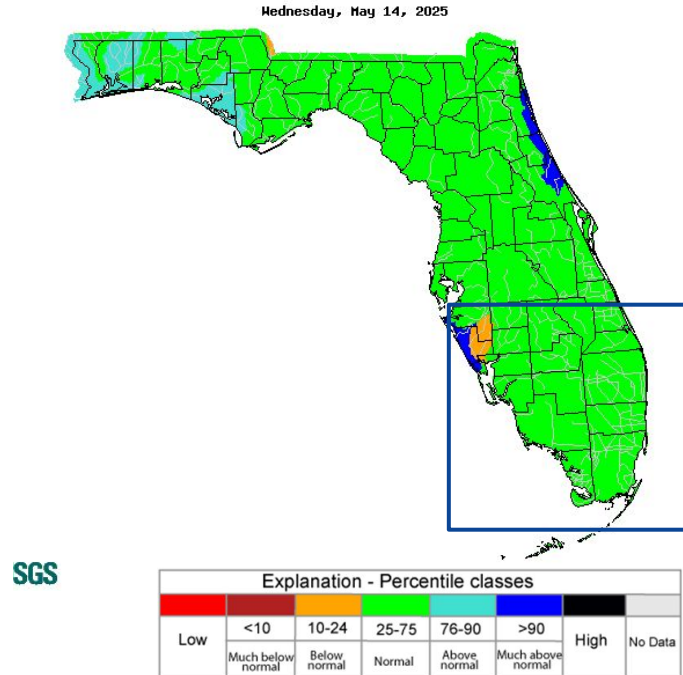 Wednesday, May 14, 2025
SGS
Explanation - Percentile classes
Low <10 10-24 25-75 76-90 >90 High No Data
Much below normal Below normal Normal Above normal Much above normal